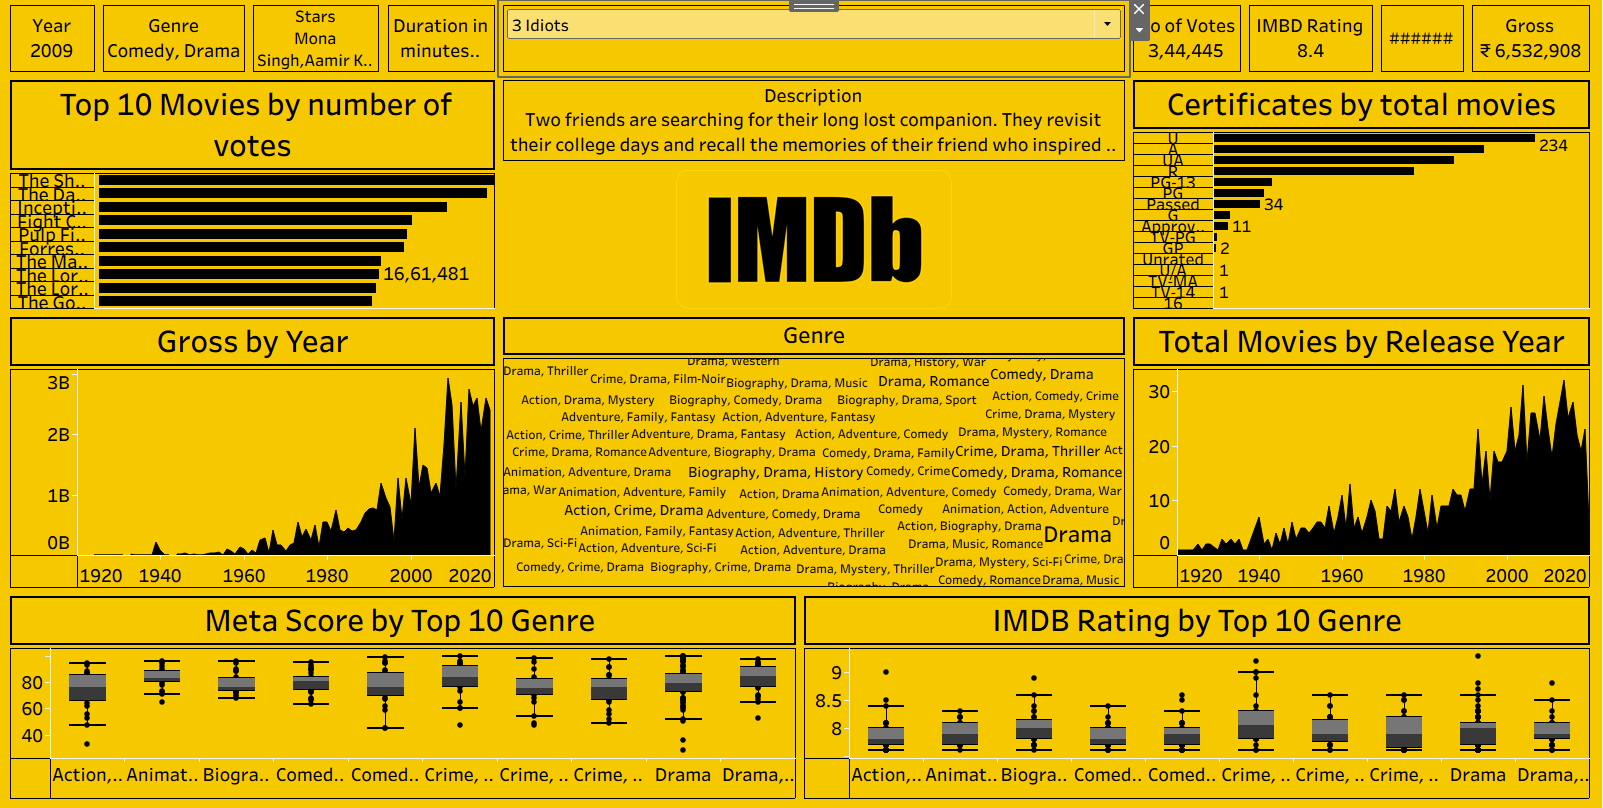 Year
2009
Genre
Comedy, Drama
Stars
Mona
Singh,Aamir K..
Duration in
minutes..
3 Idiots
o of Votes
3,44,445
IMBD Rating
8.4
######
Gross
₹ 6,532,908
Top 10 Movies by number of
votes
The Sh..
The Da..
Incepti..
Fight C..
Pulp Fi..
Forres..
The Ma..
The Lor..
16,61,481
The Lor..
The Go..
Description
Two friends are searching for their long lost companion. They revisit
their college days and recall the memories of their friend who inspired ..
IMDb
Certificates by total movies
U
234
A
UA
R
PG-13
PG
Passed
34
G
Approv..
11
TV-PG
GP
2
Unrated
U/A
1
TV-MA
TV-14
1
16
Gross by Year
3B
2B
1B
0B
1920 1940 1960 1980 2000 2020
Genre
Drama, Western
Drama, History, War
Drama, Thriller
Crime, Drama, Film-Noir
Biography, Drama, Music
Drama, Romance
Comedy, Drama
Action, Drama, Mystery
Biography, Comedy, Drama
Biography, Drama, Sport
Action, Comedy, Crime
Adventure, Family, Fantasy
Action, Adventure, Fantasy
Crime, Drama, Mystery
Action, Crime, Thriller
Adventure, Drama, Fantasy
Action, Adventure, Comedy
Drama, Mystery, Romance
Crime, Drama, Romance
Adventure, Biography, Drama
Comedy, Drama, Family
Crime, Drama, Thriller
Act
Animation, Adventure, Drama
Biography, Drama, History
Comedy, Crime
Comedy, Drama, Romance
ama, War
Animation, Adventure, Family
Action, Drama
Animation, Adventure, Comedy
Comedy, Drama, War
Action, Crime, Drama
Adventure, Comedy, Drama
Comedy
Animation, Action, Adventure
Animation, Family, Fantasy
Action, Adventure, Thriller
Action, Biography, Drama
Drama
Dr
Drama, Sci-Fi
Action, Adventure, Sci-Fi
Action, Adventure, Drama
Drama, Music, Romance
Comedy, Crime, Drama
Biography, Crime, Drama
Drama, Mystery, Thriller
Drama, Mystery, Sci-Fi
Crime, Dra
Biography, Drama
Comedy, Romance
Drama, Music
Total Movies by Release Year
30
20
10
0
1920 1940 1960 1980 2000 2020
Meta Score by Top 10 Genre
80
60
40
Action,.. Animat.. Biogra.. Comed.. Comed.. Crime, .. Crime, .. Crime, .. Drama Drama,..
IMDB Rating by Top 10 Genre
9
8.5
8
Action,.. Animat.. Biogra.. Comed.. Comed.. Crime, .. Crime, .. Crime, .. Drama Drama,..